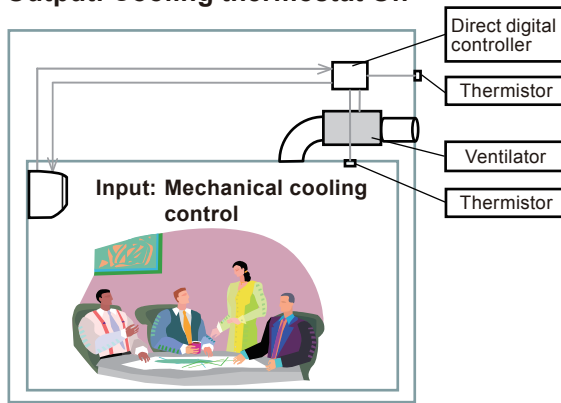 Output: Cooling thermostat On
Direct digital
controller
Thermistor
Ventilator
Thermistor
Input: Mechanical cooling
control